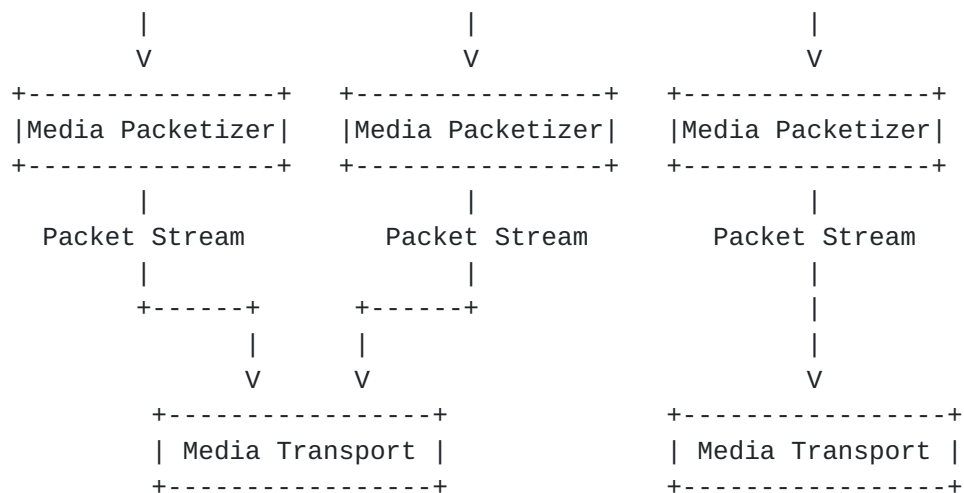 |                    |                     |
V                    V                     V
+----------------+   +----------------+   +----------------+
|Media Packetizer|   |Media Packetizer|   |Media Packetizer|
+----------------+   +----------------+   +----------------+
|                    |                     |
Packet Stream         Packet Stream       Packet Stream
|                    |                     |
+------+      +------+                     |
|      |                            |
V      V                            V
+-----------------+              +-----------------+
| Media Transport |              | Media Transport |
+-----------------+              +-----------------+